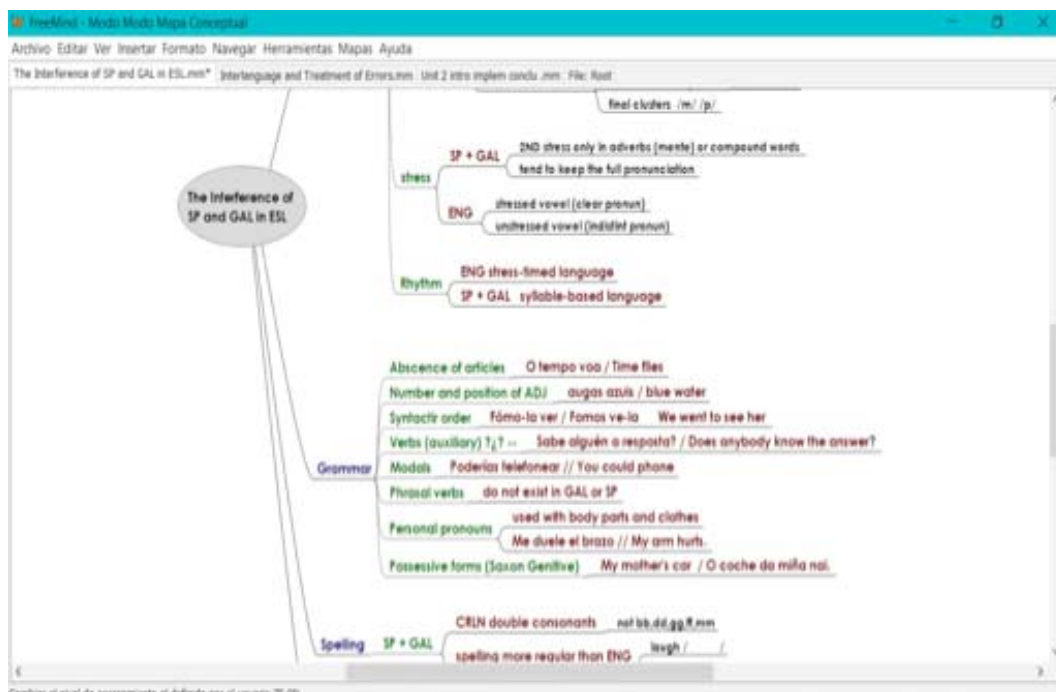 FreeMind - Modo Modo Mapa Conceptual
Archivo Editar Ver Insertar Formato Navegar Herramientas Mapas Ayuda
The Interference of SP and GAL in ESL.mm* Interlanguage and Treatment of Errors.mm Unit 2 intro implem conclu .mm File: Root
final clusters /m/ /p/
The Interference of
SP and GAL in ESL
stress
SP + GAL
2ND stress only in adverbs (mente) or compound words
tend to keep the full pronunciation
ENG
stressed vowel (clear pronun)
unstressed vowel (indistint pronun)
Rhythm
ENG stress-timed language
SP + GAL syllable-based language
Grammar
Abscence of articles O tempo voa / Time flies
Number and position of ADJ augas azuis / blue water
Syntactir order Fómo-la ver / Fomos ve-la We went to see her
Verbs (auxiliary) ?¿? -- Sabe alguén a resposta? / Does anybody know the answer?
Modals Poderías telefonear // You could phone
Phrasal verbs do not exist in GAL or SP
Personal pronouns
used with body parts and clothes
Me duele el brazo // My arm hurts.
Possessive forms (Saxon Genitive) My mother's car / O coche da miña nai.
Spelling SP + GAL
CRLN double consonants not bb,dd,gg,ff,mm
spelling more regular than ENG laugh / /